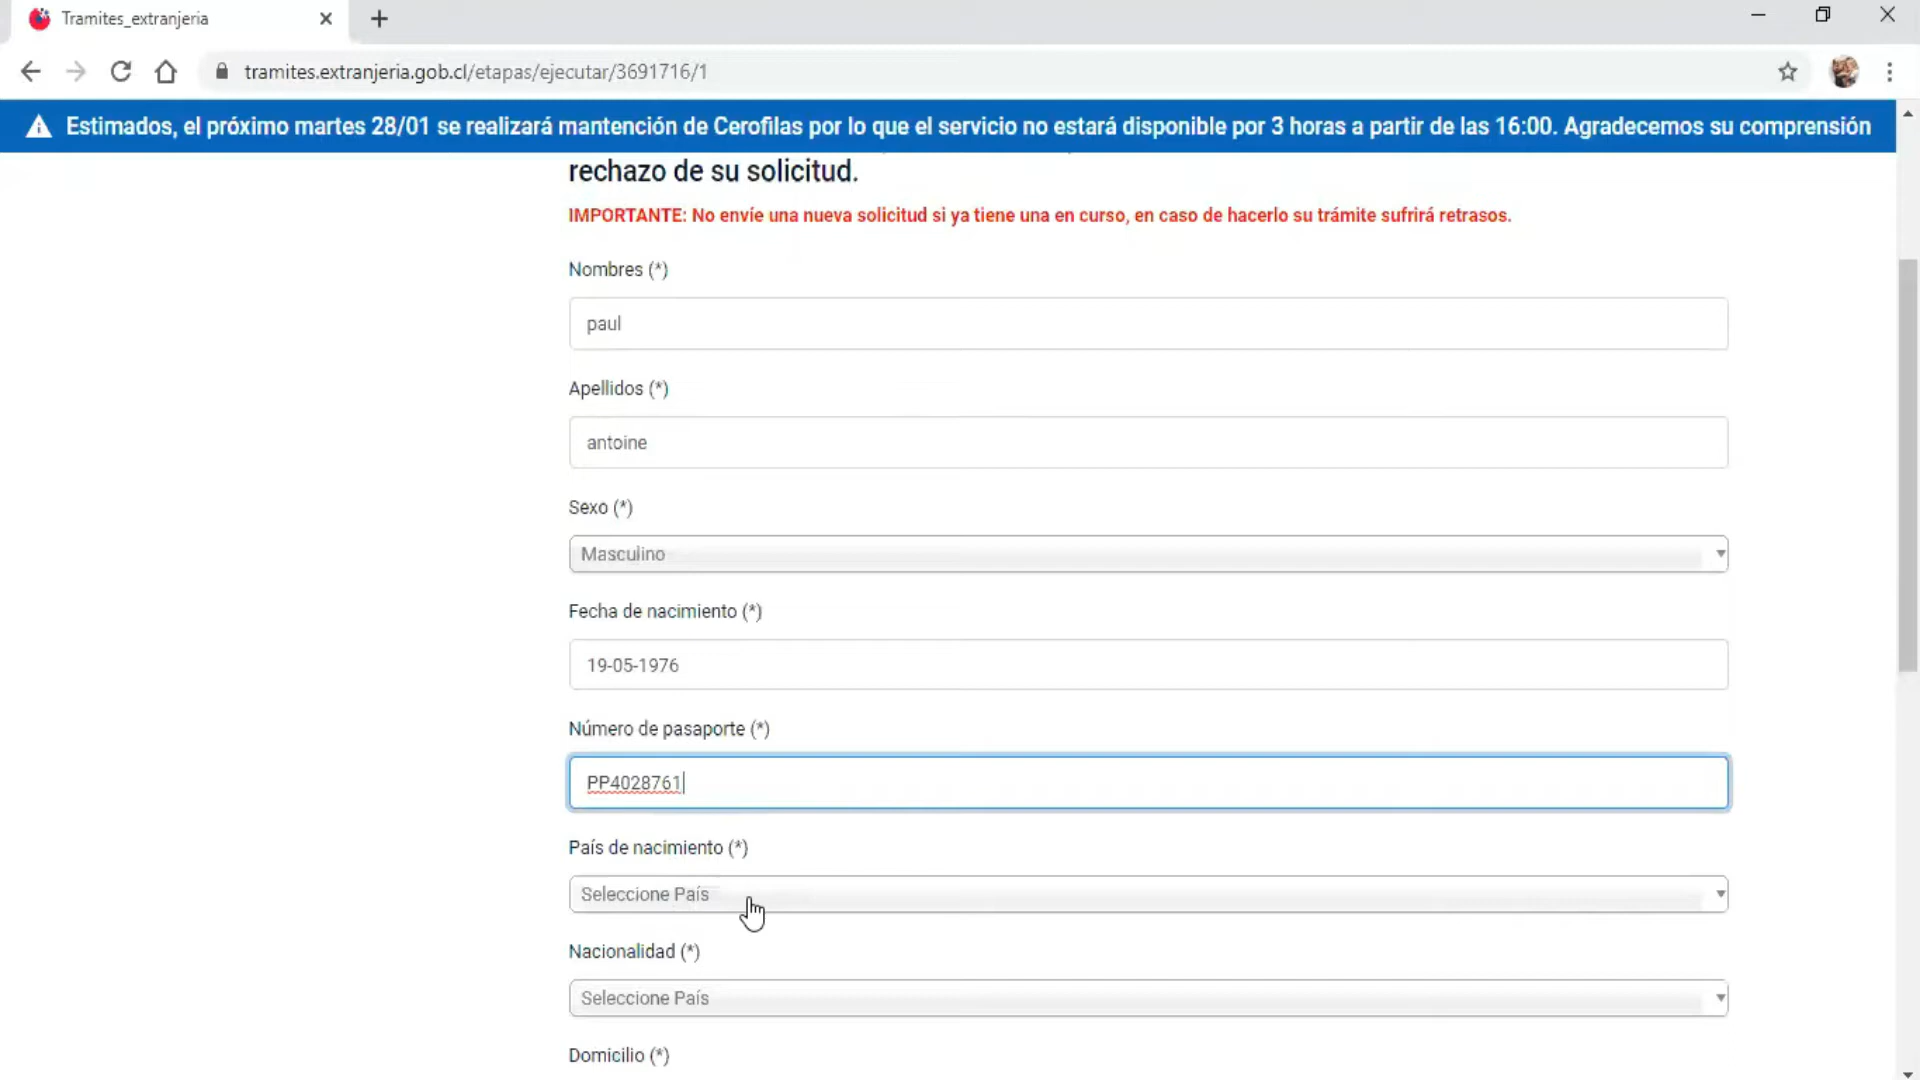 Tramites_extranjeria
tramites.extranjeria.gob.cl/etapas/ejecutar/3691716/1
Estimados, el próximo martes 28/01 se realizará mantención de Cerofilas por lo que el servicio no estará disponible por 3 horas a partir de las 16:00. Agradecemos su comprensión
rechazo de su solicitud.
IMPORTANTE: No envíe una nueva solicitud si ya tiene una en curso, en caso de hacerlo su trámite sufrirá retrasos.
Nombres (*)
paul
Apellidos (*)
antoine
Sexo (*)
Masculino
Fecha de nacimiento (*)
19-05-1976
Número de pasaporte (*)
PP4028761
País de nacimiento (*)
Seleccione País
Nacionalidad (*)
Seleccione País
Domicilio (*)